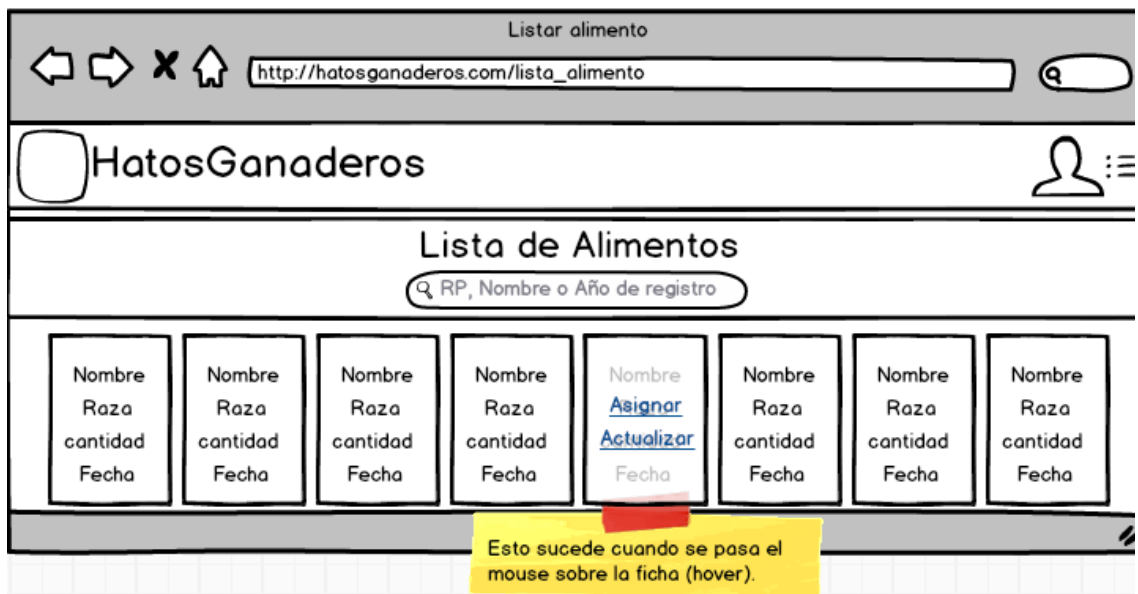 Listar alimento
http://hatosganaderos.com/lista_alimento
HatosGanaderos
Lista de Alimentos
RP, Nombre o Año de registro
Nombre Nombre Nombre Nombre Nombre Nombre Nombre Nombre
Raza Raza Raza Raza Asignar Raza Raza Raza
cantidad cantidad cantidad cantidad Actualizar cantidad cantidad cantidad
Fecha Fecha Fecha Fecha Fecha Fecha Fecha Fecha
Esto sucede cuando se pasa el
mouse sobre la ficha (hover).